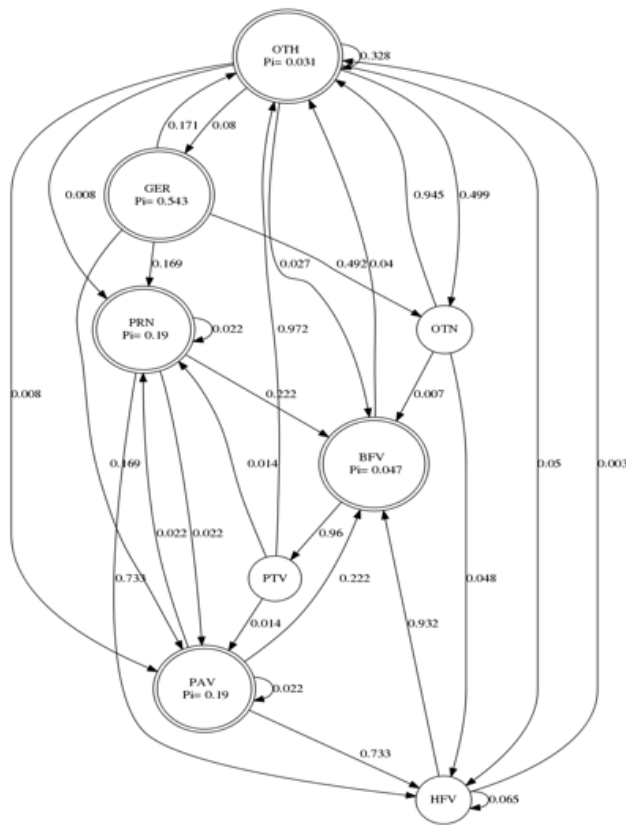 OTH
Pi= 0.031
0.328
0.171
0.08
GER
Pi= 0.543
0.008
0.945
0.499
0.169
0.027
0.492
0.04
PRN
Pi= 0.19
0.022
0.972
OTN
0.008
0.222
0.007
BFV
Pi= 0.047
0.169
0.014
0.05
0.003
0.022
0.022
0.96
0.733
PTV
0.222
0.048
0.014
0.932
PAV
Pi= 0.19
0.022
0.733
HFV
0.065